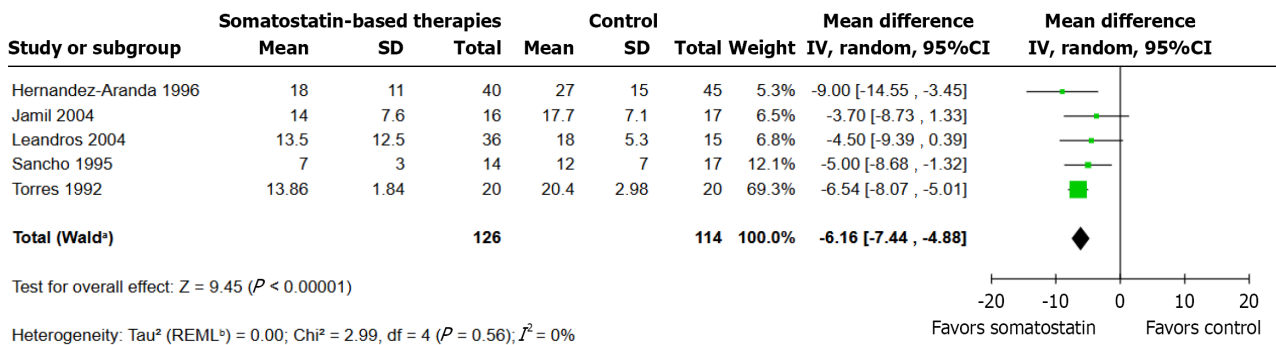 Somatostatin-based therapies Control Mean difference Mean difference
Study or subgroup Mean SD Total Mean SD Total Weight IV, random, 95%CI IV, random, 95%CI
Hernandez-Aranda 1996 18 11 40 27 15 45 5.3% -9.00 [-14.55 , -3.45]
Jamil 2004 14 7.6 16 17.7 7.1 17 6.5% -3.70 [-8.73 , 1.33]
Leandros 2004 13.5 12.5 36 18 5.3 15 6.8% -4.50 [-9.39 , 0.39]
Sancho 1995 7 3 14 12 7 17 12.1% -5.00 [-8.68 , -1.32]
Torres 1992 13.86 1.84 20 20.4 2.98 20 69.3% -6.54 [-8.07 , -5.01]
Total (Waldᵃ) 126 114 100.0% -6.16 [-7.44 , -4.88]
Test for overall effect: Z = 9.45 (P < 0.00001)
-20 -10 0 10 20
Favors somatostatin Favors control
Heterogeneity: Tau² (REMLᵇ) = 0.00; Chi² = 2.99, df = 4 (P = 0.56); I² = 0%